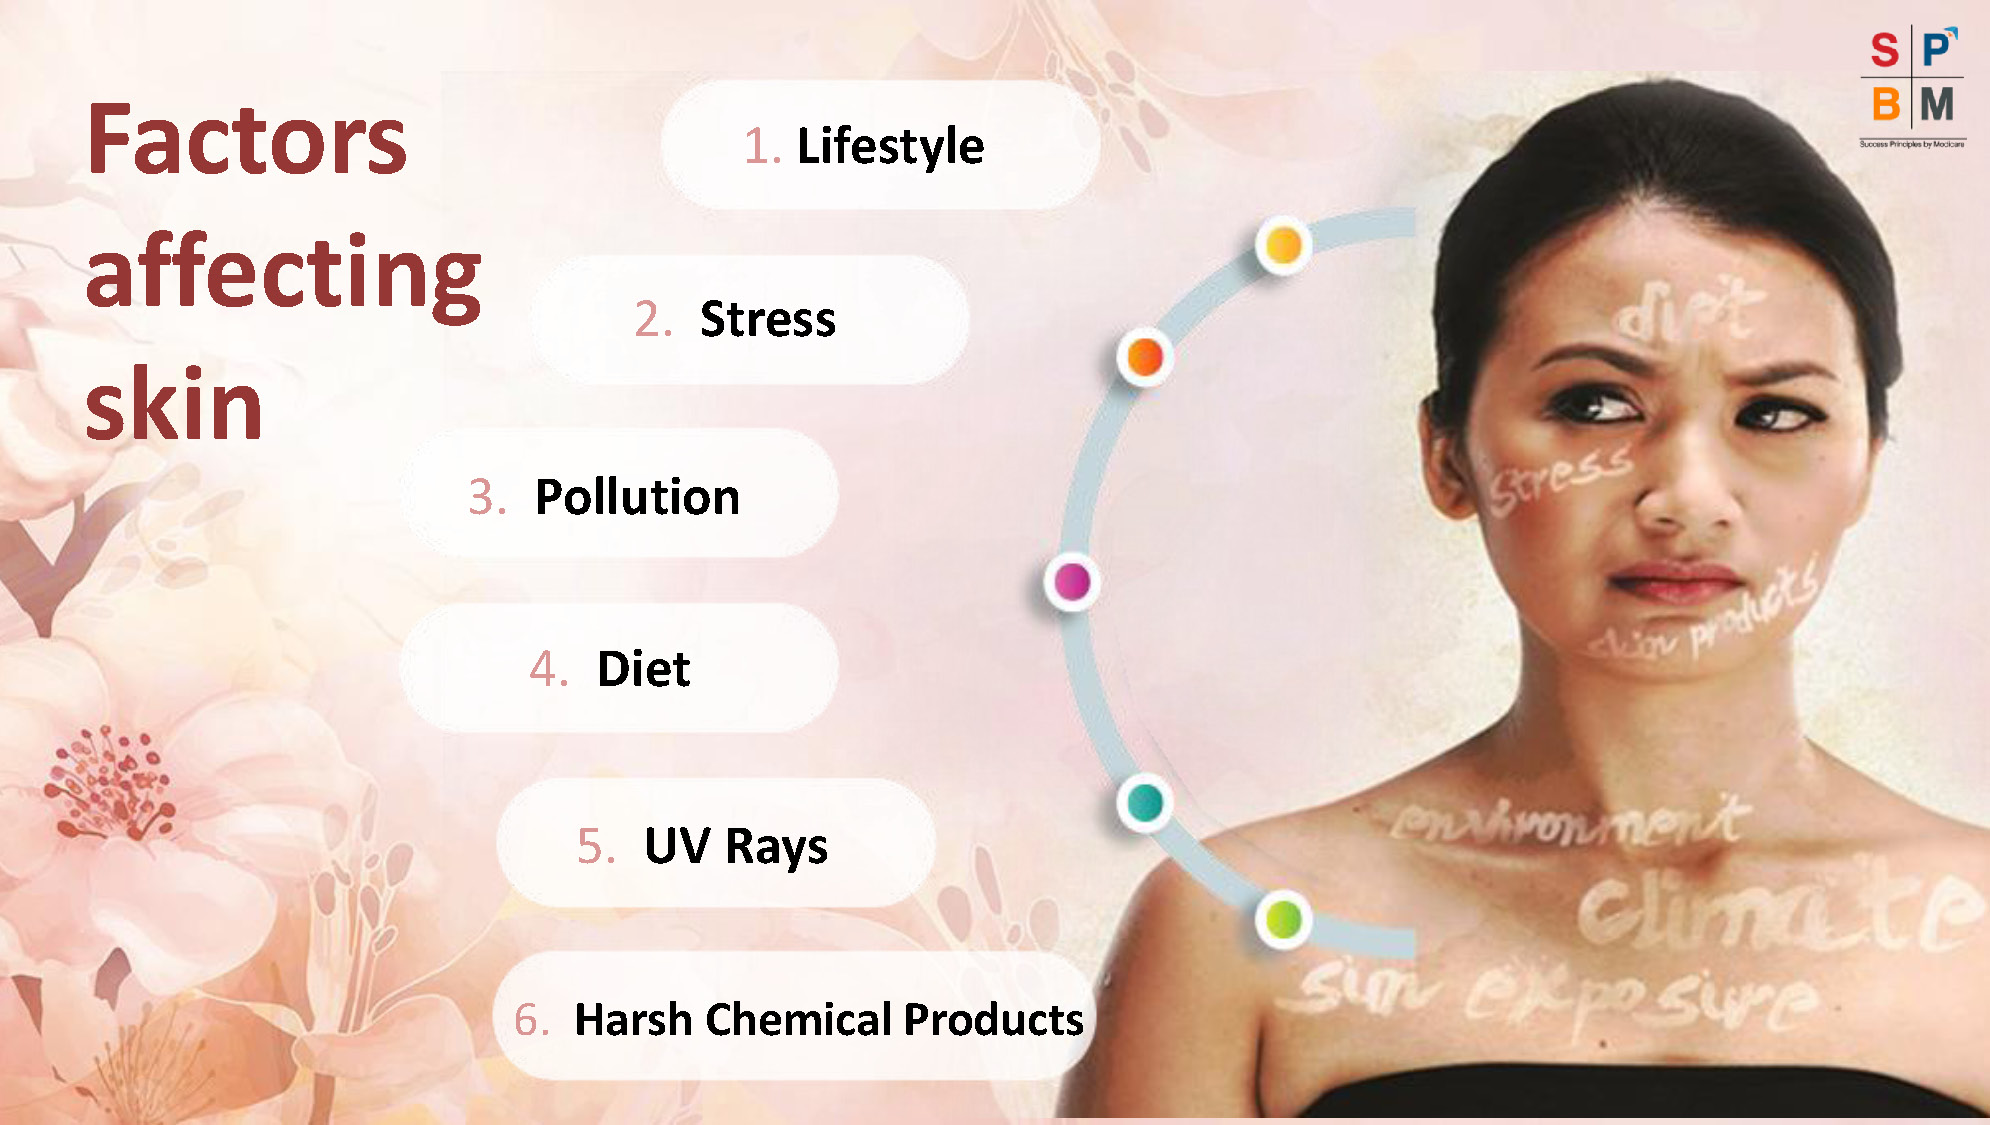 Factors
affecting
skin
1. Lifestyle
2. Stress
3. Pollution
4. Diet
5. UV Rays
6. Harsh Chemical Products
S P
B M
Success Principles by Modicare
diet
stress
skin products
environment
climate
sun exposure